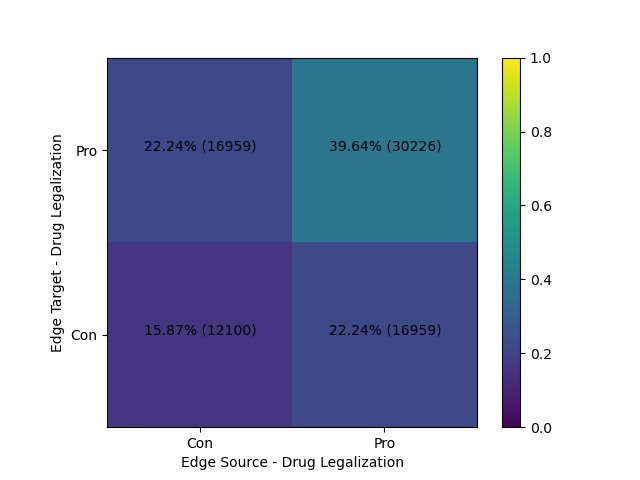 Edge Target - Drug Legalization
Pro
Con
22.24% (16959)
39.64% (30226)
15.87% (12100)
22.24% (16959)
Con
Pro
Edge Source - Drug Legalization
1.0
0.8
0.6
0.4
0.2
0.0